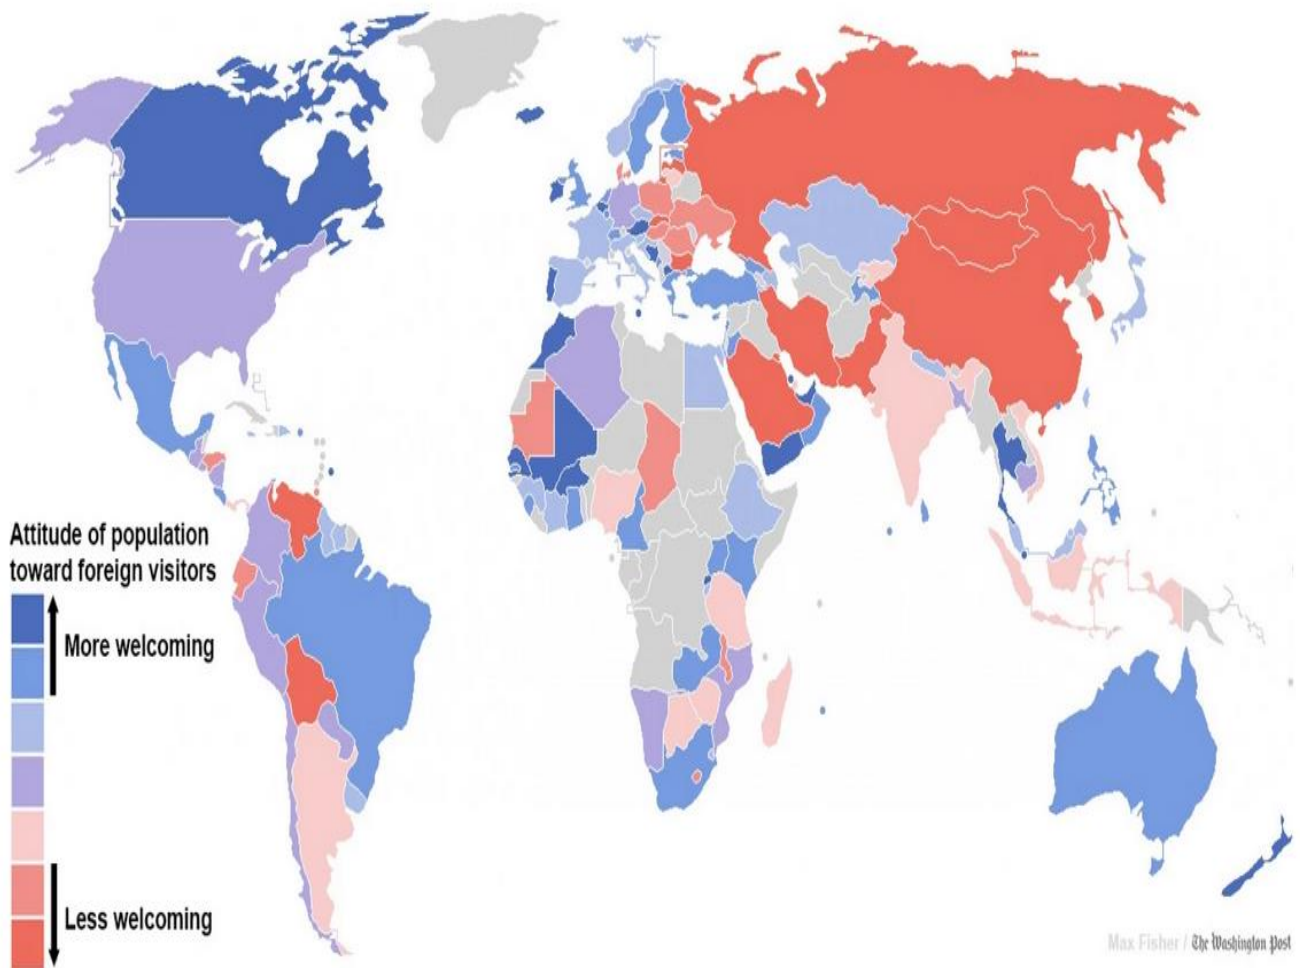 Attitude of population
toward foreign visitors
More welcoming
Less welcoming
Max Fisher / The Washington Post